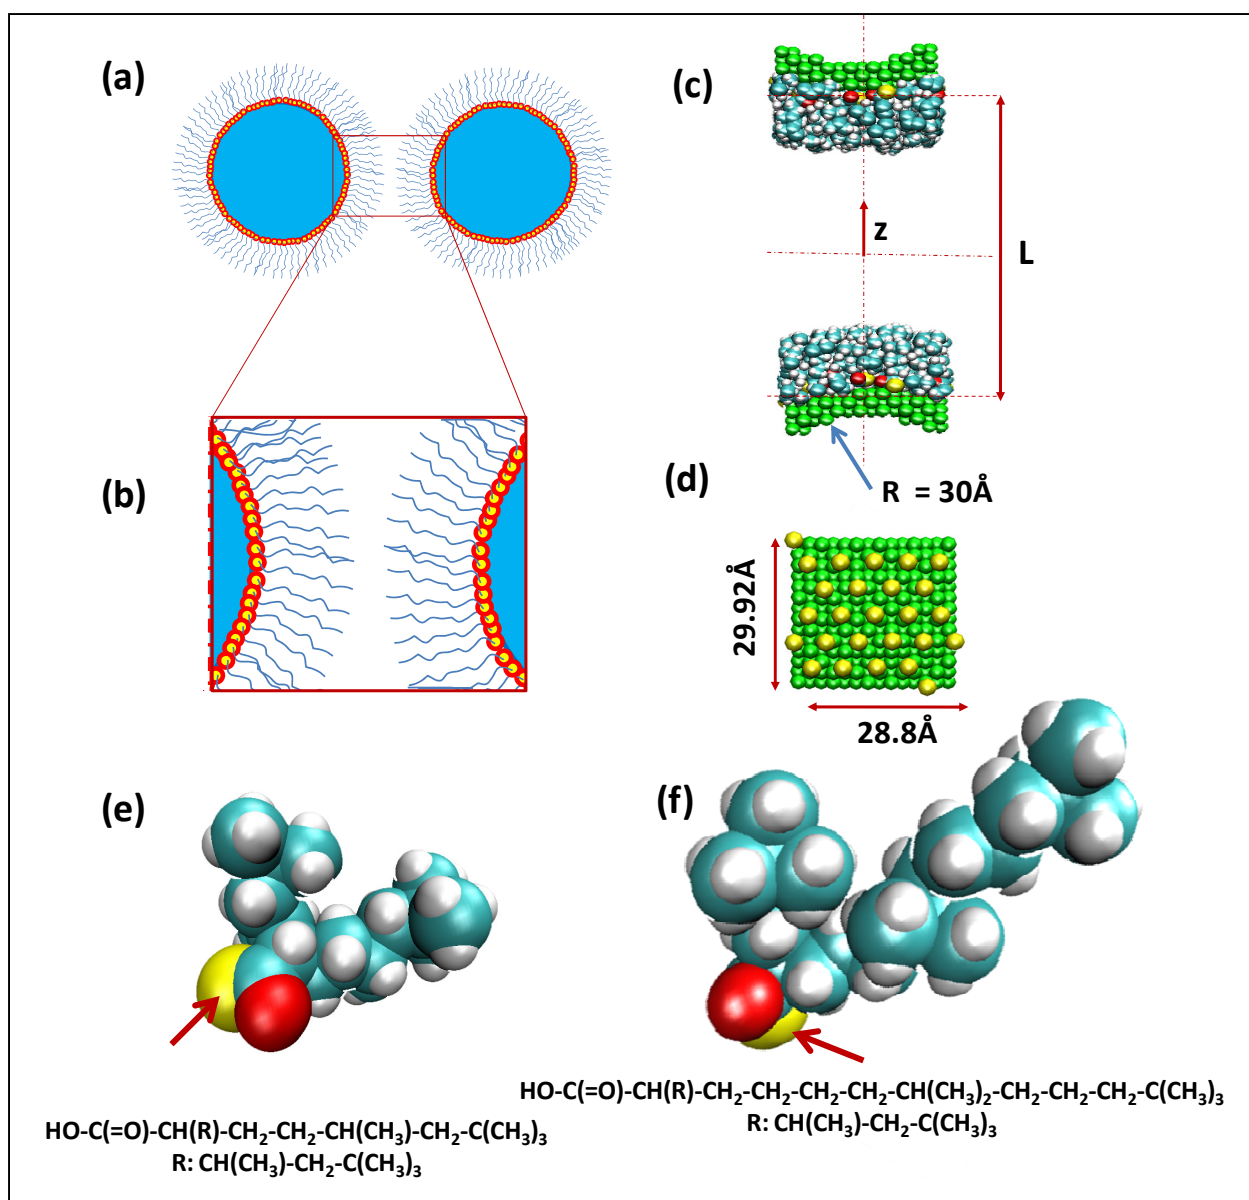 (a)
(c)
z
L
(b)
(d)
R = 30Å
29.92Å
28.8Å
(e)
(f)
HO-C(=O)-CH(R)-CH₂-CH₂-CH₂-CH₂-CH(CH₃)₂-CH₂-CH₂-CH₂-C(CH₃)₃
R: CH(CH₃)-CH₂-C(CH₃)₃
HO-C(=O)-CH(R)-CH₂-CH₂-CH(CH₃)-CH₂-C(CH₃)₃
R: CH(CH₃)-CH₂-C(CH₃)₃